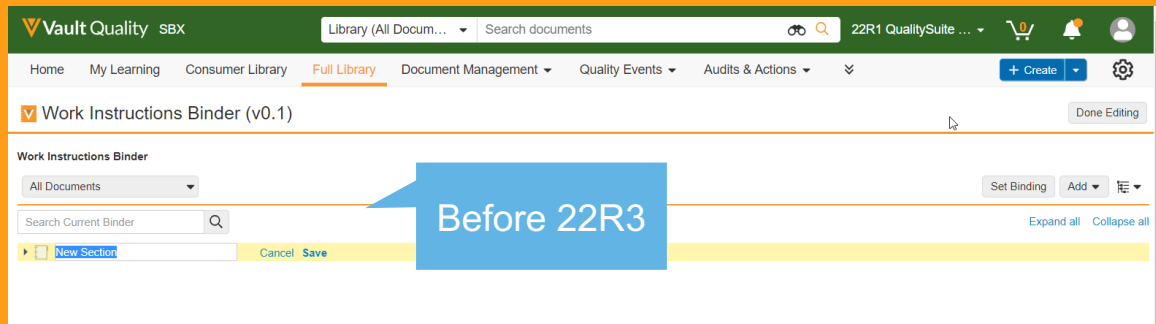 Vault Quality SBX
Library (All Docum... Search documents 22R1 QualitySuite ... 0
Home My Learning Consumer Library Full Library Document Management Quality Events Audits & Actions + Create
Work Instructions Binder (v0.1) Done Editing
Work Instructions Binder
All Documents Set Binding Add
Before 22R3
Search Current Binder Expand all Collapse all
New Section Cancel Save